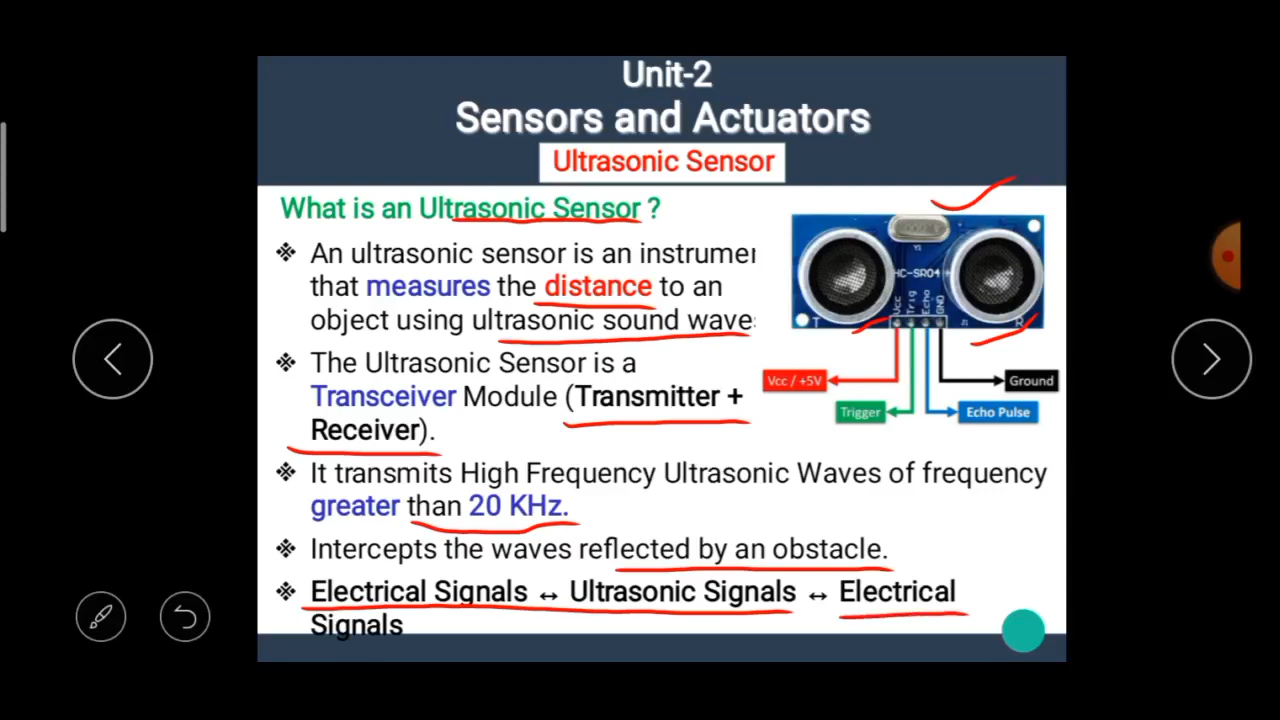 Unit-2
Sensors and Actuators
Ultrasonic Sensor
What is an Ultrasonic Sensor ?
❖ An ultrasonic sensor is an instrumen
that measures the distance to an
object using ultrasonic sound wave
❖ The Ultrasonic Sensor is a
Transceiver Module (Transmitter +
Receiver).
❖ It transmits High Frequency Ultrasonic Waves of frequency
greater than 20 KHz.
❖ Intercepts the waves reflected by an obstacle.
❖ Electrical Signals ↔ Ultrasonic Signals ↔ Electrical
Signals
Y1
HC-SR04
Vcc
Trig
Echo
GND
T
R
Vcc / +5V
Ground
Trigger
Echo Pulse